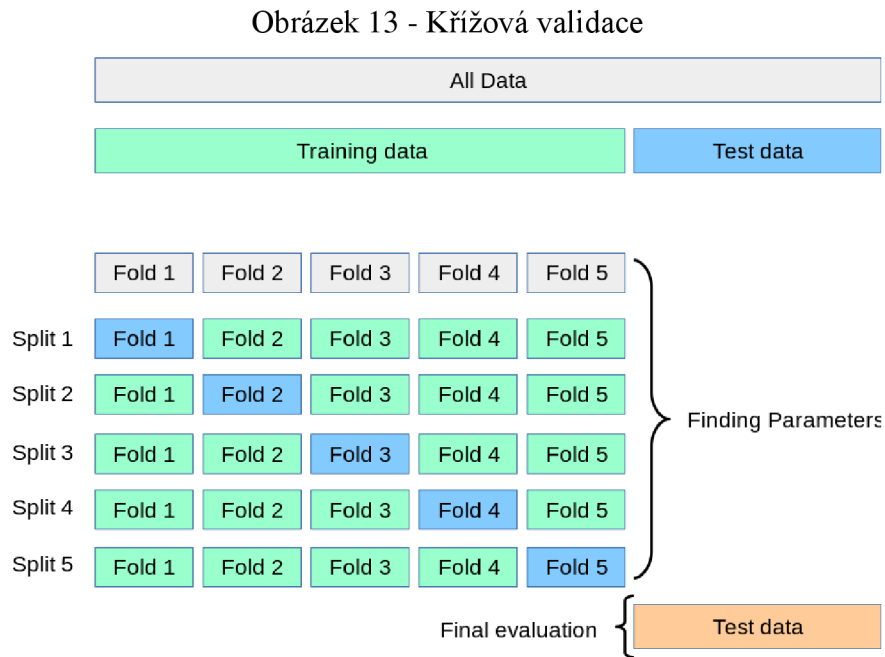 Obrázek 13 - Křížová validace
All Data
Training data Test data
Fold 1 Fold 2 Fold 3 Fold 4 Fold 5
Split 1 Fold 1 Fold 2 Fold 3 Fold 4 Fold 5
Split 2 Fold 1 Fold 2 Fold 3 Fold 4 Fold 5
Split 3 Fold 1 Fold 2 Fold 3 Fold 4 Fold 5
Split 4 Fold 1 Fold 2 Fold 3 Fold 4 Fold 5
Split 5 Fold 1 Fold 2 Fold 3 Fold 4 Fold 5
Finding Parameters
Final evaluation Test data